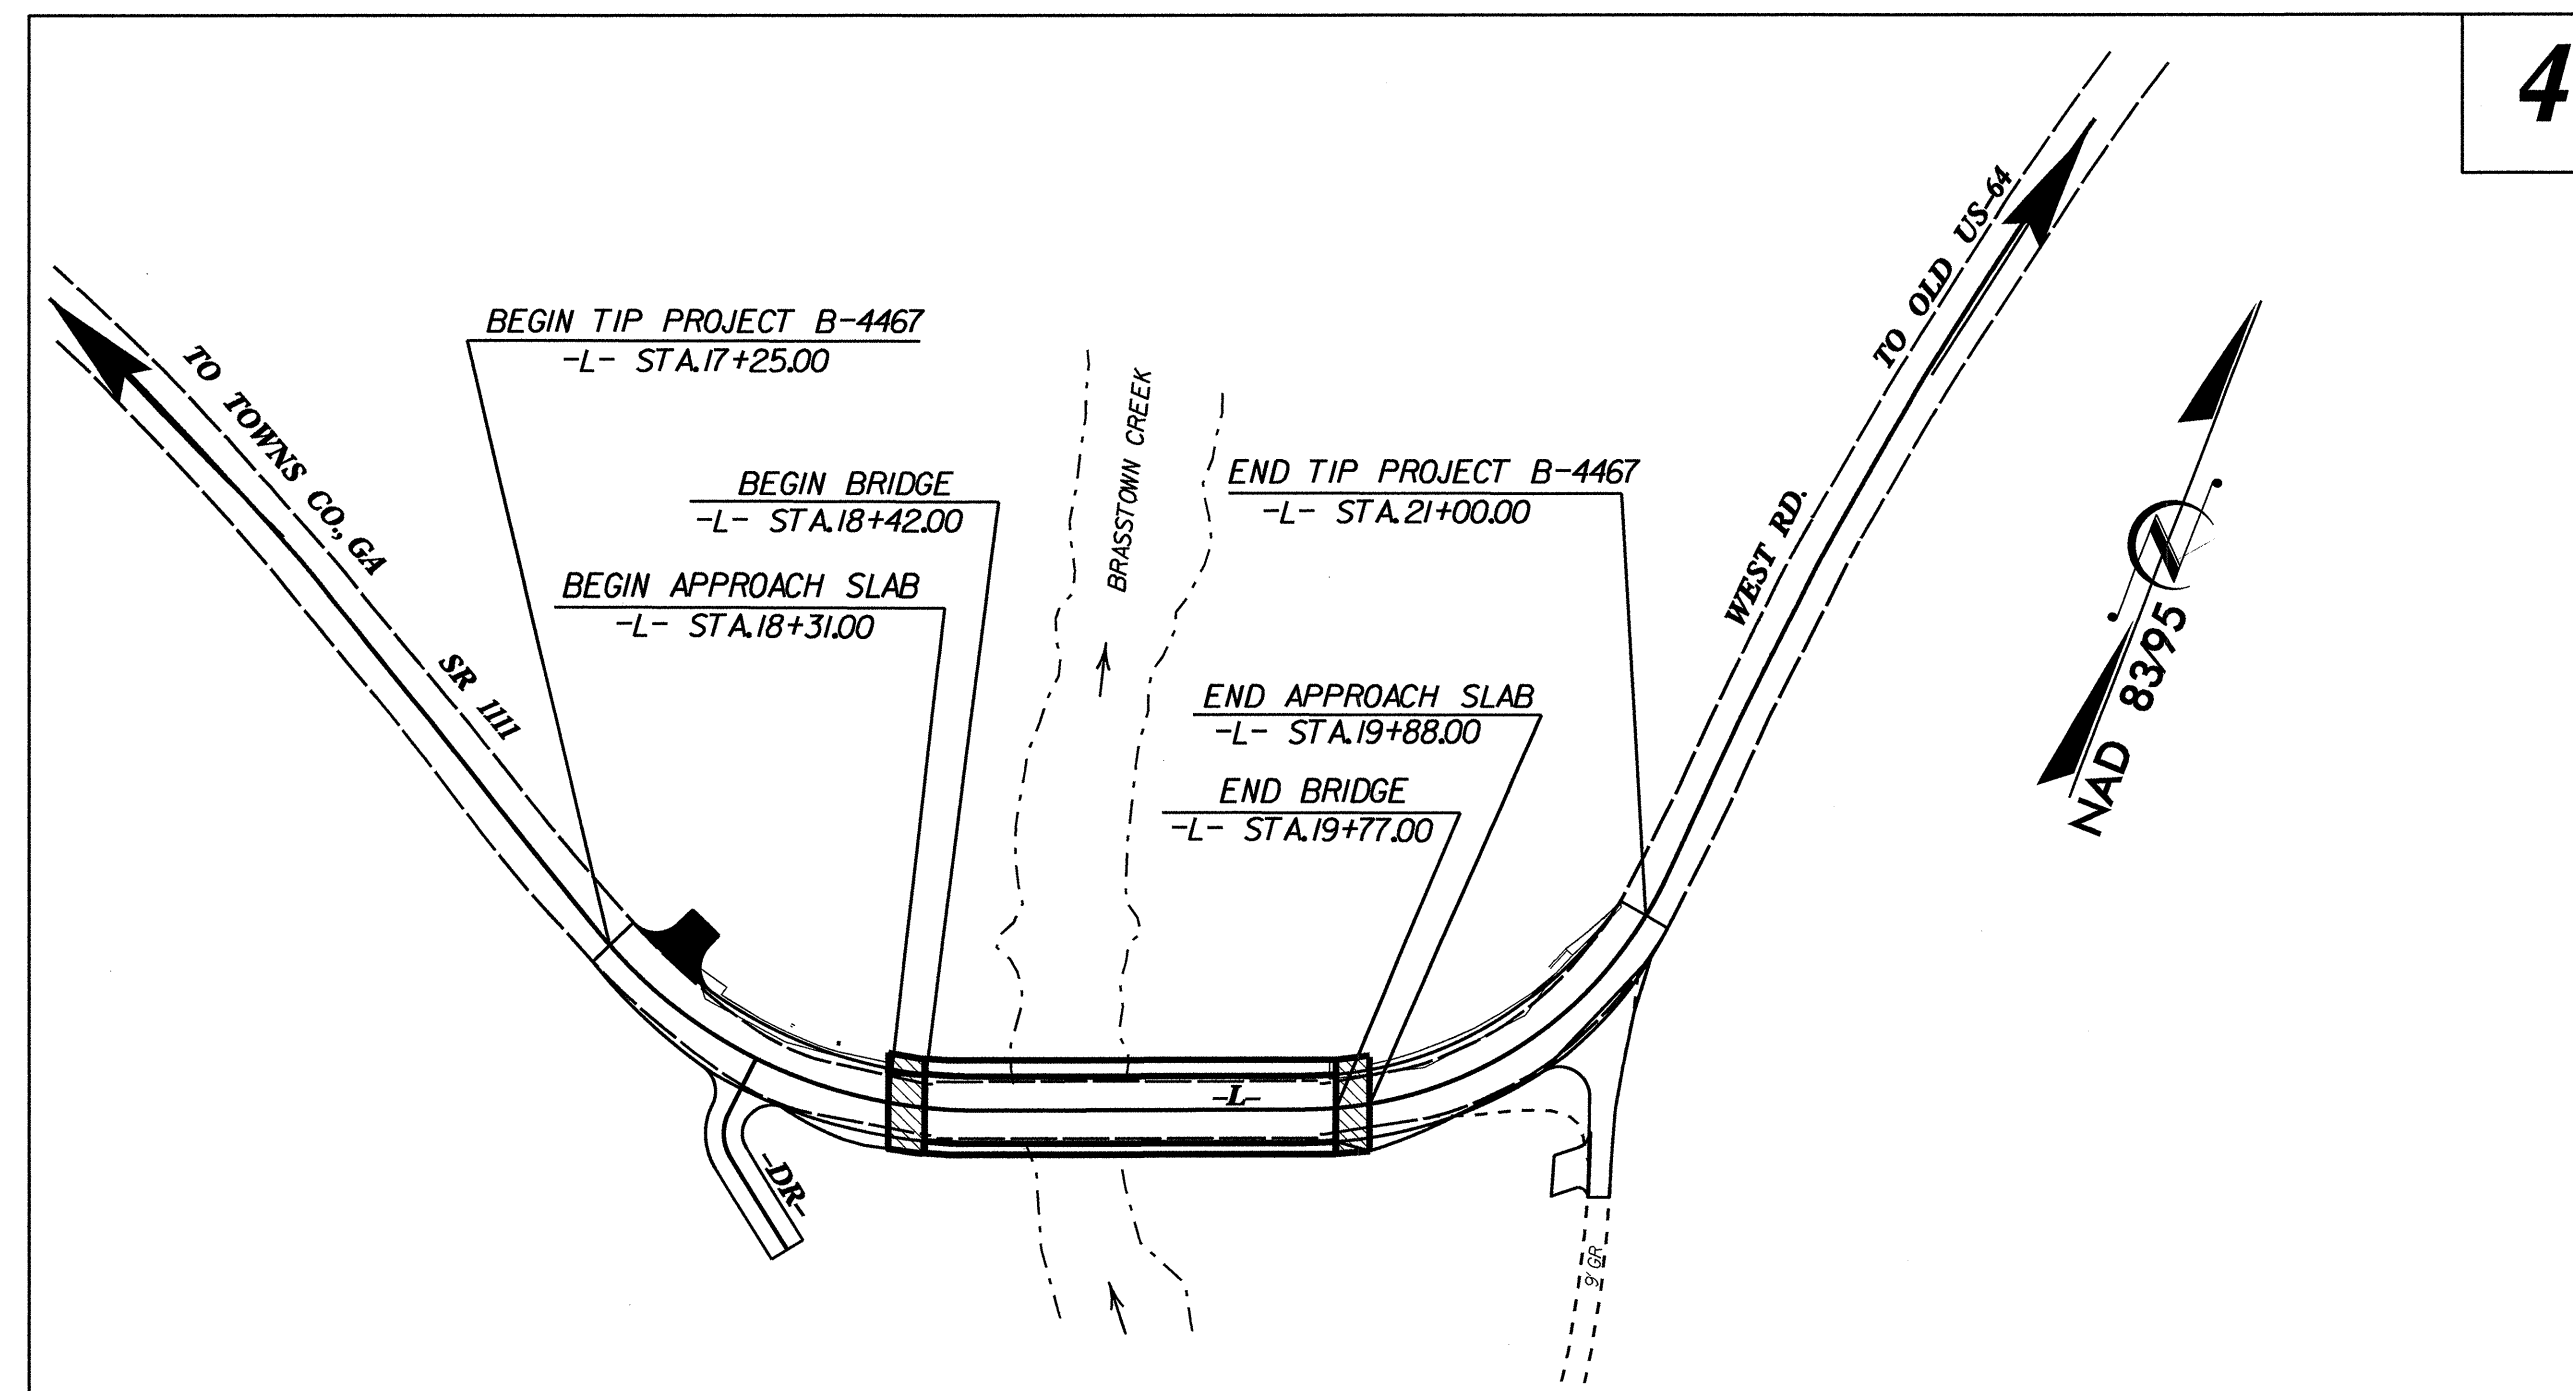 4
BEGIN TIP PROJECT B-4467
-L- STA.17+25.00
TO TOWNS CO., GA
SR 1111
BEGIN BRIDGE
-L- STA.18+42.00
BEGIN APPROACH SLAB
-L- STA.18+31.00
BRASSTOWN CREEK
END TIP PROJECT B-4467
-L- STA.21+00.00
END APPROACH SLAB
-L- STA.19+88.00
END BRIDGE
-L- STA.19+77.00
WEST RD.
TO OLD US-64
N
NAD 83/95
-L-
-DR-
9' GR